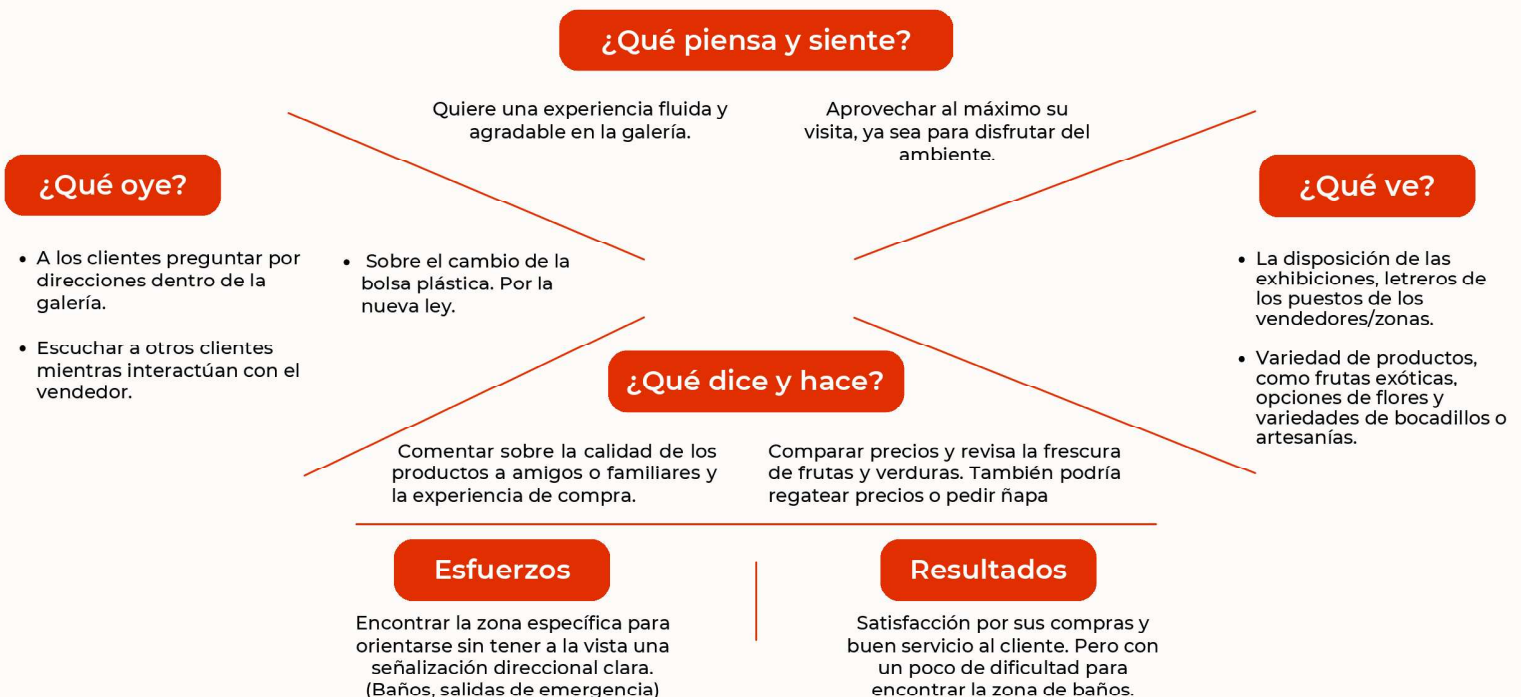 ¿Qué piensa y siente?
Quiere una experiencia fluida y
agradable en la galería.
Aprovechar al máximo su
visita, ya sea para disfrutar del
ambiente.
¿Qué oye?
• A los clientes preguntar por
direcciones dentro de la
galería.
• Escuchar a otros clientes
mientras interactúan con el
vendedor.
• Sobre el cambio de la
bolsa plástica. Por la
nueva ley.
¿Qué ve?
• La disposición de las
exhibiciones, letreros de
los puestos de los
vendedores/zonas.
• Variedad de productos,
como frutas exóticas,
opciones de flores y
variedades de bocadillos o
artesanías.
¿Qué dice y hace?
Comentar sobre la calidad de los
productos a amigos o familiares y
la experiencia de compra.
Comparar precios y revisa la frescura
de frutas y verduras. También podría
regatear precios o pedir ñapa
Esfuerzos
Encontrar la zona específica para
orientarse sin tener a la vista una
señalización direccional clara.
(Baños, salidas de emergencia)
Resultados
Satisfacción por sus compras y
buen servicio al cliente. Pero con
un poco de dificultad para
encontrar la zona de baños.